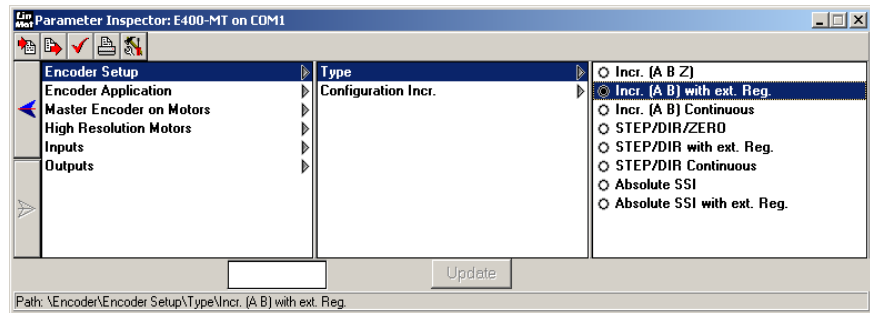 Lin Mot Parameter Inspector: E400-MT on COM1
Encoder Setup
Encoder Application
Master Encoder on Motors
High Resolution Motors
Inputs
Outputs
Type
Configuration Incr.
Incr. (A B Z)
Incr. (A B) with ext. Reg.
Incr. (A B) Continuous
STEP/DIR/ZERO
STEP/DIR with ext. Reg.
STEP/DIR Continuous
Absolute SSI
Absolute SSI with ext. Reg.
Update
Path: \Encoder\Encoder Setup\Type\Incr. (A B) with ext. Reg.